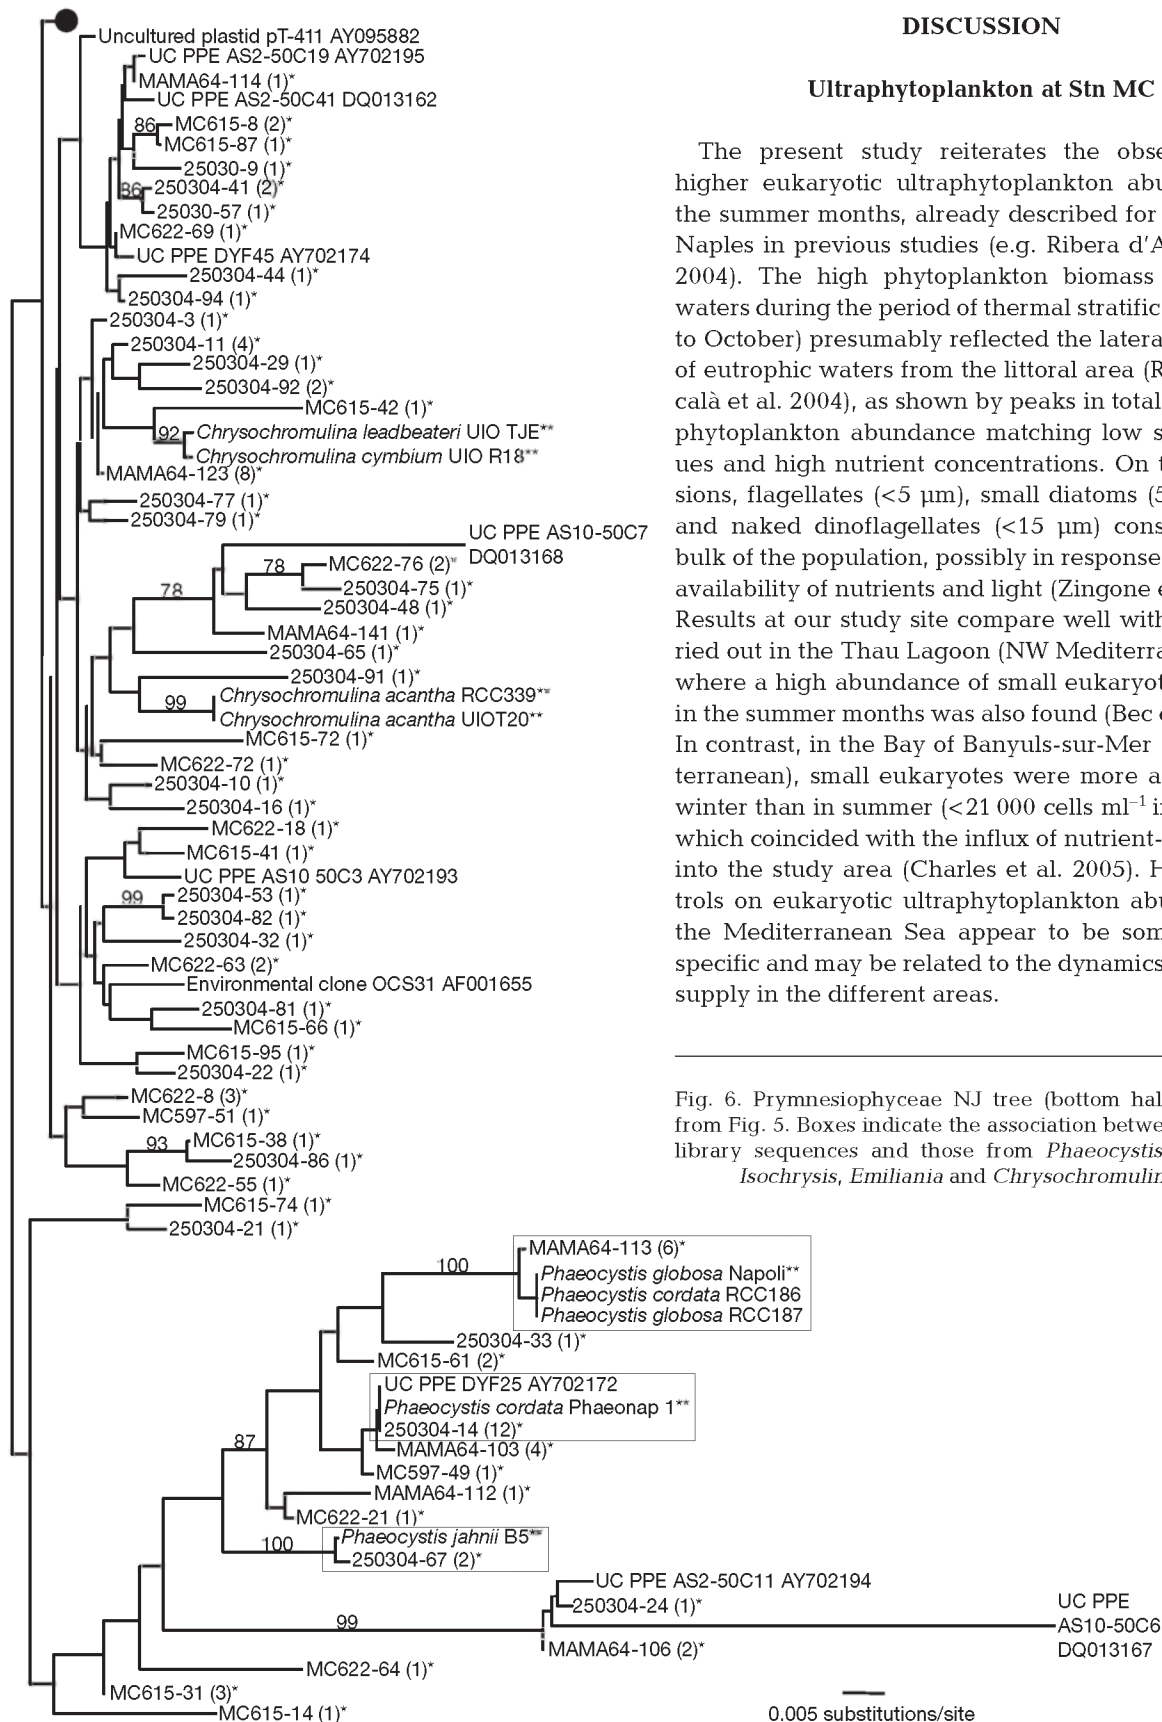 Uncultured plastid pT-411 AY095882
UC PPE AS2-50C19 AY702195
MAMA64-114 (1)*
UC PPE AS2-50C41 DQ013162
86
MC615-8 (2)*
MC615-87 (1)*
25030-9 (1)*
86
250304-41 (2)*
25030-57 (1)*
MC622-69 (1)*
UC PPE DYF45 AY702174
250304-44 (1)*
250304-94 (1)*
250304-3 (1)*
250304-11 (4)*
250304-29 (1)*
250304-92 (2)*
MC615-42 (1)*
92
Chrysochromulina leadbeateri UIO TJE**
Chrysochromulina cymbium UIO R18**
MAMA64-123 (8)*
250304-77 (1)*
250304-79 (1)*
UC PPE AS10-50C7
DQ013168
78
MC622-76 (2)*
250304-75 (1)*
78
250304-48 (1)*
MAMA64-141 (1)*
250304-65 (1)*
250304-91 (1)*
99
Chrysochromulina acantha RCC339**
Chrysochromulina acantha UIOT20**
MC615-72 (1)*
MC622-72 (1)*
250304-10 (1)*
250304-16 (1)*
MC622-18 (1)*
MC615-41 (1)*
UC PPE AS10 50C3 AY702193
99
250304-53 (1)*
250304-82 (1)*
250304-32 (1)*
MC622-63 (2)*
Environmental clone OCS31 AF001655
250304-81 (1)*
MC615-66 (1)*
MC615-95 (1)*
250304-22 (1)*
MC622-8 (3)*
MC597-51 (1)*
93
MC615-38 (1)*
250304-86 (1)*
MC622-55 (1)*
MC615-74 (1)*
250304-21 (1)*
100
MAMA64-113 (6)*
Phaeocystis globosa Napoli**
Phaeocystis cordata RCC186
Phaeocystis globosa RCC187
250304-33 (1)*
MC615-61 (2)*
UC PPE DYF25 AY702172
Phaeocystis cordata Phaeonap 1**
250304-14 (12)*
87
MAMA64-103 (4)*
MC597-49 (1)*
MAMA64-112 (1)*
MC622-21 (1)*
100
Phaeocystis jahnii B5**
250304-67 (2)*
UC PPE AS2-50C11 AY702194
250304-24 (1)*
99
UC PPE
AS10-50C6
DQ013167
MAMA64-106 (2)*
MC622-64 (1)*
MC615-31 (3)*
MC615-14 (1)*
0.005 substitutions/site
DISCUSSION
Ultraphytoplankton at Stn MC
The present study reiterates the obse
higher eukaryotic ultraphytoplankton abu
the summer months, already described for
Naples in previous studies (e.g. Ribera d'A
2004). The high phytoplankton biomass
waters during the period of thermal stratific
to October) presumably reflected the latera
of eutrophic waters from the littoral area (R
calà et al. 2004), as shown by peaks in total
phytoplankton abundance matching low s
ues and high nutrient concentrations. On t
sions, flagellates (<5 µm), small diatoms (5
and naked dinoflagellates (<15 µm) cons
bulk of the population, possibly in response
availability of nutrients and light (Zingone e
Results at our study site compare well with
ried out in the Thau Lagoon (NW Mediterra
where a high abundance of small eukaryot
in the summer months was also found (Bec e
In contrast, in the Bay of Banyuls-sur-Mer
terranean), small eukaryotes were more a
winter than in summer (<21 000 cells ml⁻¹ i
which coincided with the influx of nutrient-
into the study area (Charles et al. 2005). H
trols on eukaryotic ultraphytoplankton abu
the Mediterranean Sea appear to be som
specific and may be related to the dynamics
supply in the different areas.
Fig. 6. Prymnesiophyceae NJ tree (bottom hal
from Fig. 5. Boxes indicate the association betwe
library sequences and those from Phaeocystis
Isochrysis, Emiliania and Chrysochromulin